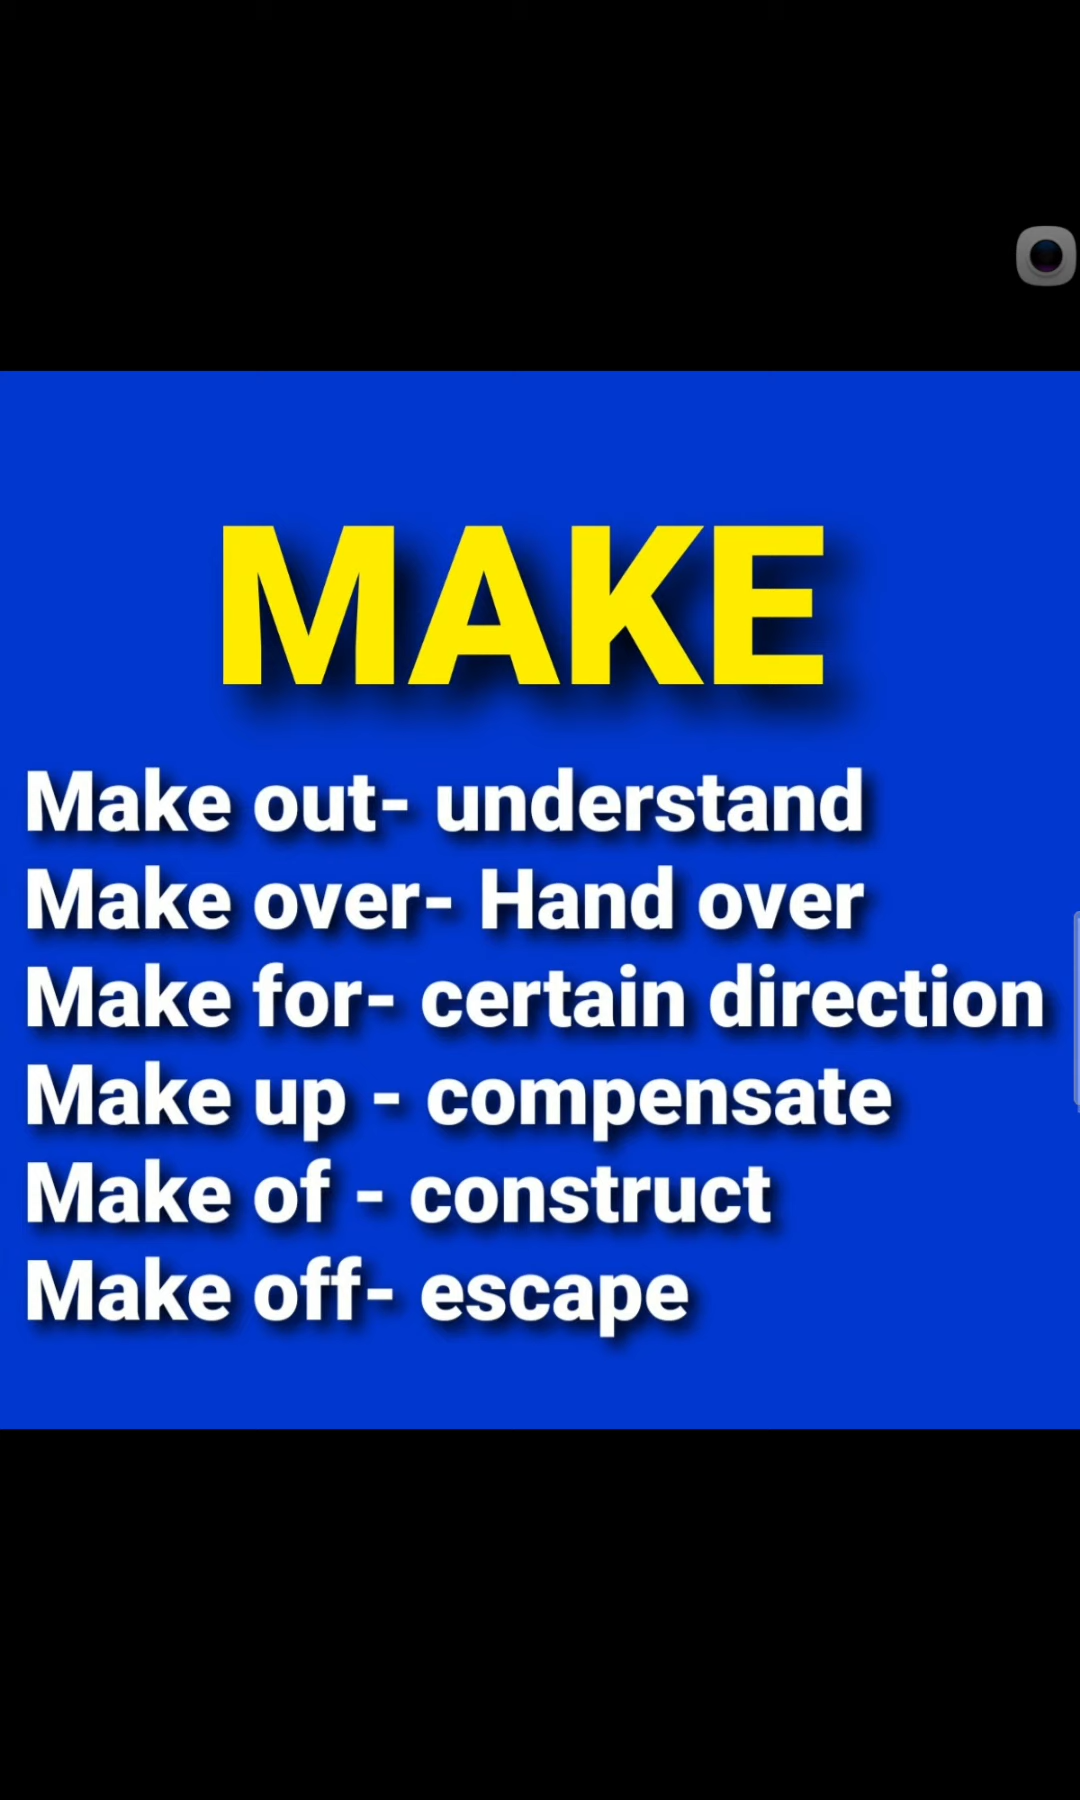 MAKE
Make out- understand
Make over- Hand over
Make for- certain direction
Make up - compensate
Make of - construct
Make off- escape